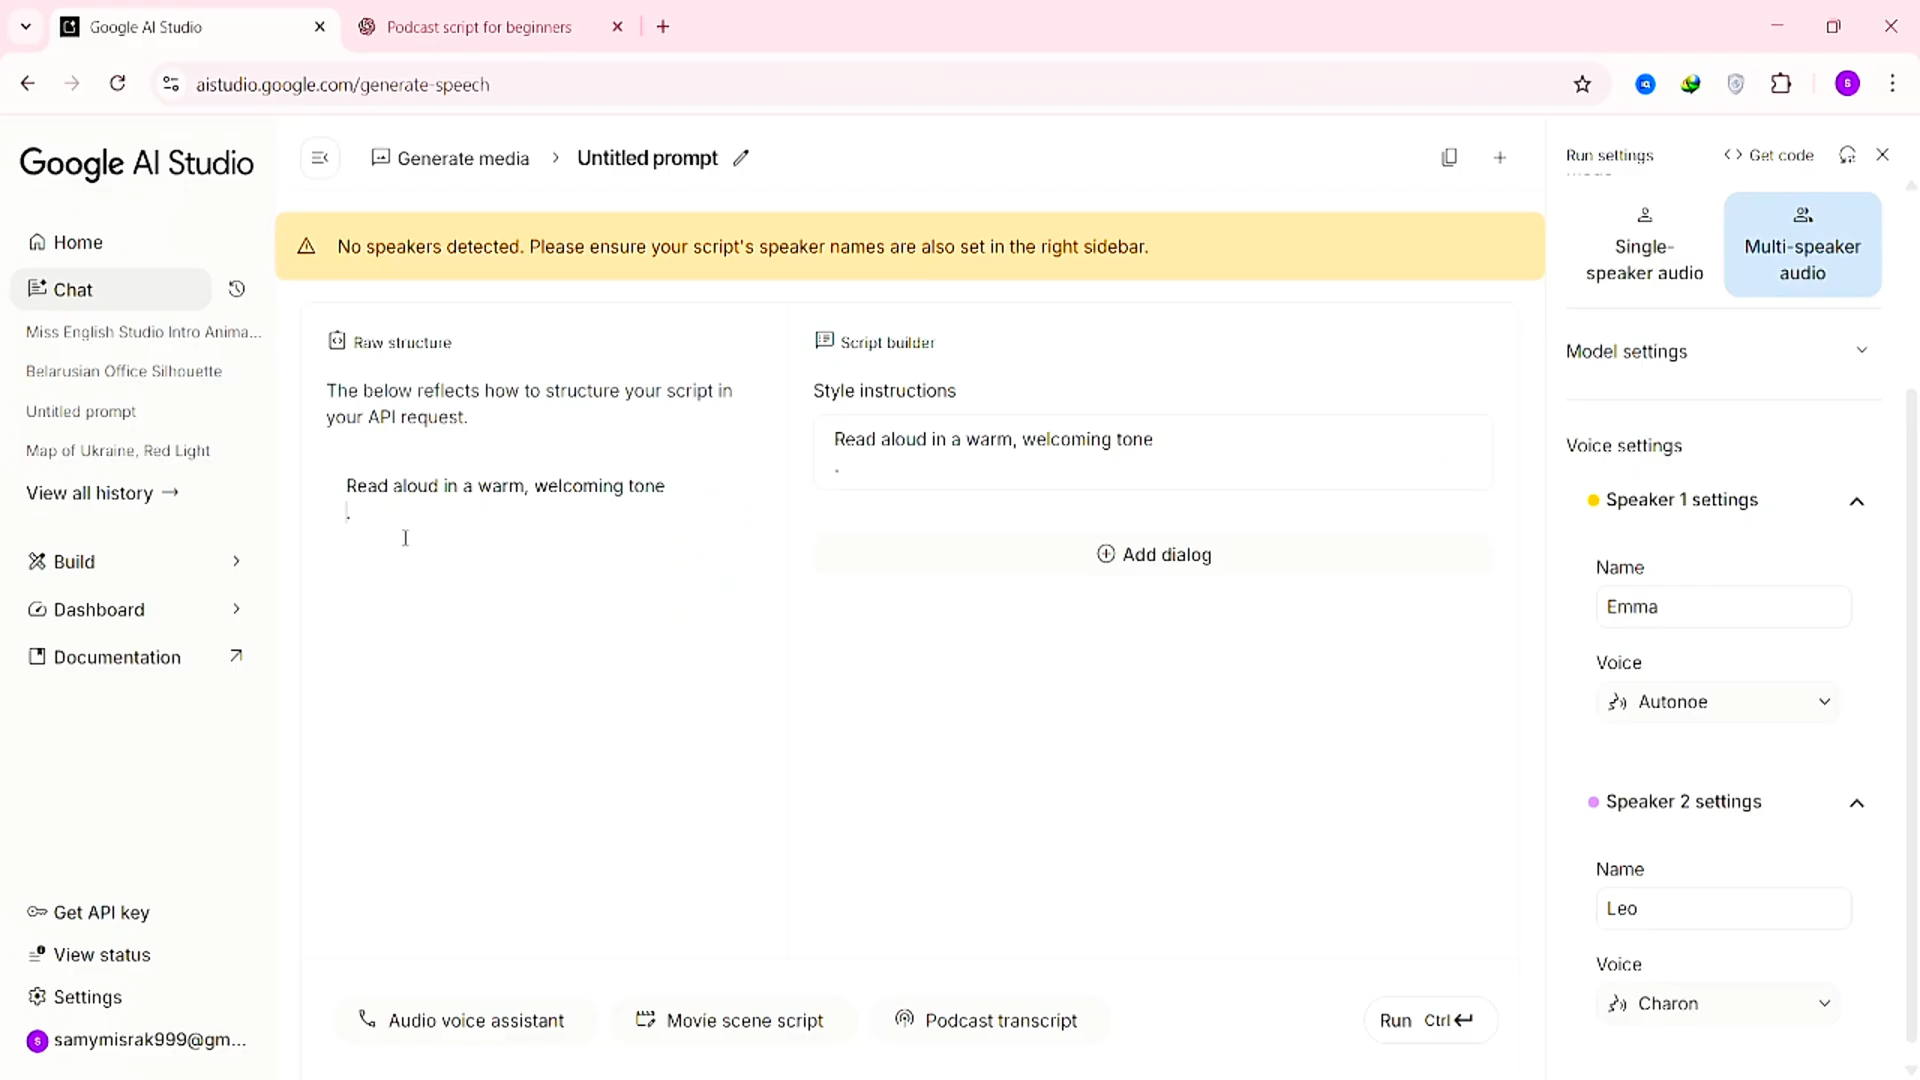 Google AI Studio
Podcast script for beginners
aistudio.google.com/generate-speech
s
Google AI Studio
Home
Chat
Miss English Studio Intro Anima...
Belarusian Office Silhouette
Untitled prompt
Map of Ukraine, Red Light
View all history →
Build
Dashboard
Documentation
Get API key
View status
Settings
s samymisrak999@gm...
Generate media > Untitled prompt
No speakers detected. Please ensure your script's speaker names are also set in the right sidebar.
Raw structure
The below reflects how to structure your script in
your API request.
Read aloud in a warm, welcoming tone
.
Script builder
Style instructions
Read aloud in a warm, welcoming tone
.
Add dialog
Audio voice assistant
Movie scene script
Podcast transcript
Run Ctrl
Run settings
<> Get code
Single-
speaker audio
Multi-speaker
audio
Model settings
Voice settings
Speaker 1 settings
Name
Emma
Voice
Autonoe
Speaker 2 settings
Name
Leo
Voice
Charon